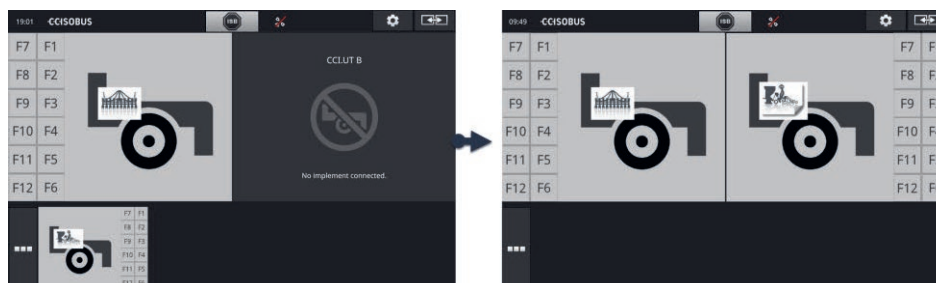 19:01 CCISOBUS ISB
F7 F1
F8 F2
F9 F3
F10 F4
F11 F5
F12 F6
CCI.UT B
No implement connected.
F7 F1
F8 F2
F9 F3
F10 F4
F11 F5
F12 F6
09:49 CCISOBUS ISB
F7 F1
F8 F2
F9 F3
F10 F4
F11 F5
F12 F6
F7
F8
F9
F10
F11
F12